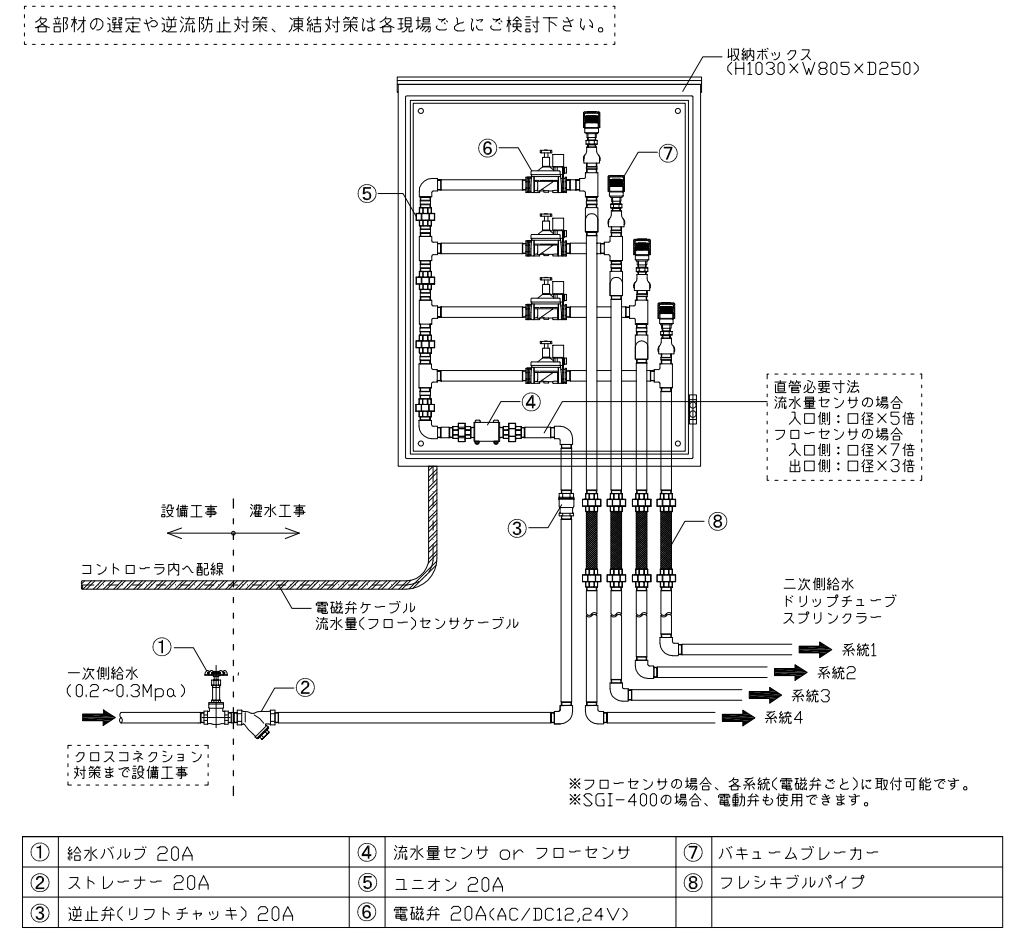 各部材の選定や逆流防止対策、凍結対策は各現場ごとにご検討下さい。
収納ボックス
(H1030×W805×D250)
⑥
⑦
⑤
④
直管必要寸法
流水量センサの場合
入口側：口径×5倍
フローセンサの場合
入口側：口径×7倍
出口側：口径×3倍
設備工事
灌水工事
③
⑧
コントローラ内へ配線
電磁弁ケーブル
流水量(フロー)センサケーブル
二次側給水
ドリップチューブ
スプリンクラー
①
系統1
一次側給水
(0.2～0.3Mpa)
②
系統2
系統3
系統4
クロスコネクション
対策まで設備工事
※フローセンサの場合、各系統(電磁弁ごと)に取付可能です。
※SGI-400の場合、電動弁も使用できます。
① 給水バルブ 20A ④ 流水量センサ or フローセンサ ⑦ バキュームブレーカー
② ストレーナー 20A ⑤ ユニオン 20A ⑧ フレシキブルパイプ
③ 逆止弁(リフトチャッキ) 20A ⑥ 電磁弁 20A(AC/DC12,24V)